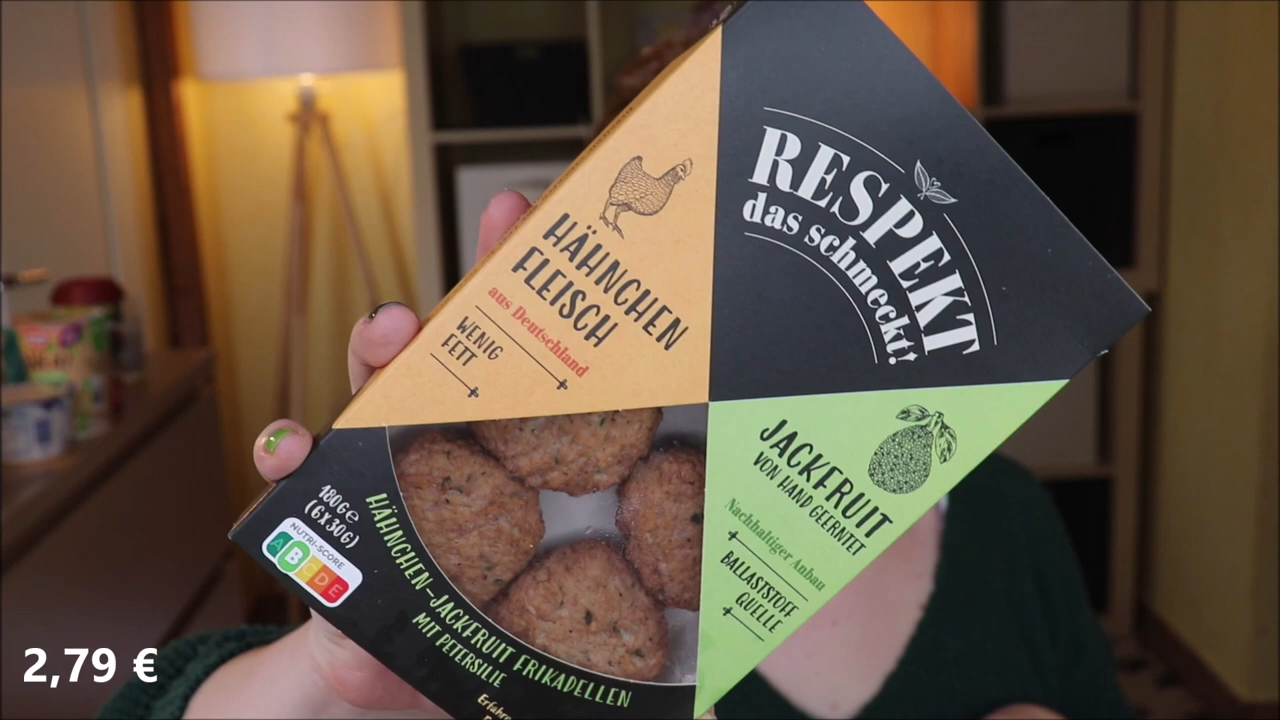 RESPEKT
das schmeckt!
HÄHNCHEN
FLEISCH
aus Deutschland
WENIG
FETT
JACKFRUIT
VON HAND GEERNTET
Nachhaltiger Anbau
BALLASTSTOFF
QUELLE
180G℮
(6X30G)
NUTRI-SCORE
A B C D E
HÄHNCHEN-JACKFRUIT FRIKADELLEN
MIT PETERSILIE
2,79 €